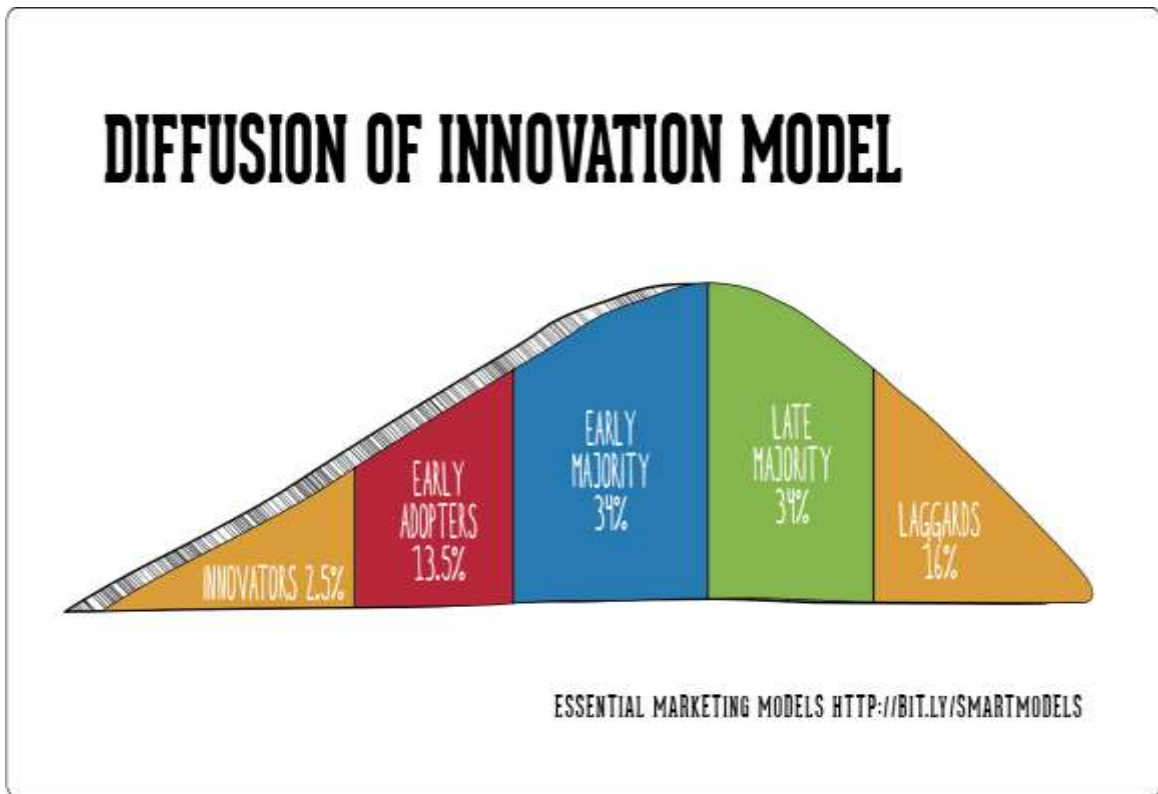 DIFFUSION OF INNOVATION MODEL
INNOVATORS 2.5%
EARLY
ADOPTERS
13.5%
EARLY
MAJORITY
34%
LATE
MAJORITY
34%
LAGGARDS
16%
ESSENTIAL MARKETING MODELS HTTP://BIT.LY/SMARTMODELS